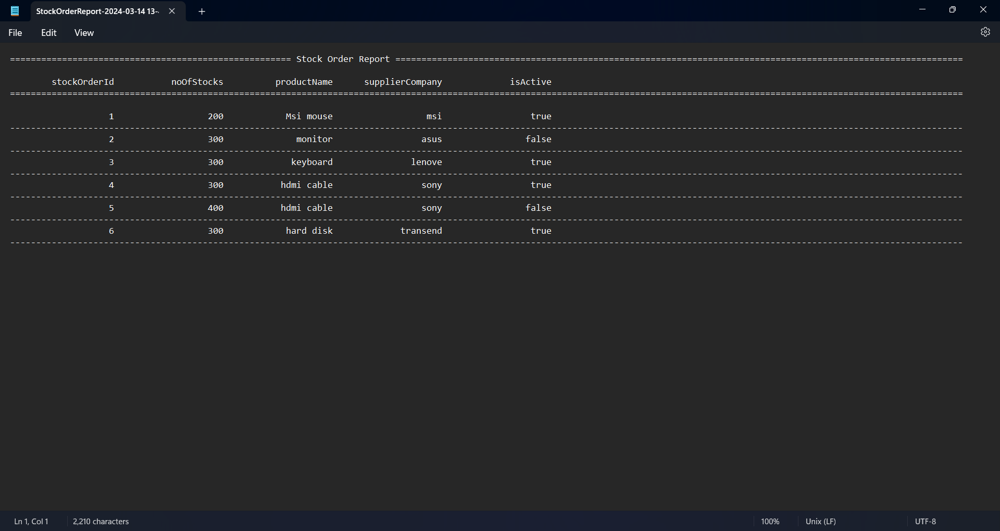 StockOrderReport-2024-03-14 13-
File Edit View
====================================================== Stock Order Report =============================================================================================================
stockOrderId noOfStocks productName supplierCompany isActive
=======================================================================================================================================================================================
1 200 Msi mouse msi true
---------------------------------------------------------------------------------------------------------------------------------------------------------------------------------------
2 300 monitor asus false
---------------------------------------------------------------------------------------------------------------------------------------------------------------------------------------
3 300 keyboard lenove true
---------------------------------------------------------------------------------------------------------------------------------------------------------------------------------------
4 300 hdmi cable sony true
---------------------------------------------------------------------------------------------------------------------------------------------------------------------------------------
5 400 hdmi cable sony false
---------------------------------------------------------------------------------------------------------------------------------------------------------------------------------------
6 300 hard disk transend true
---------------------------------------------------------------------------------------------------------------------------------------------------------------------------------------
Ln 1, Col 1 2,210 characters 100% Unix (LF) UTF-8